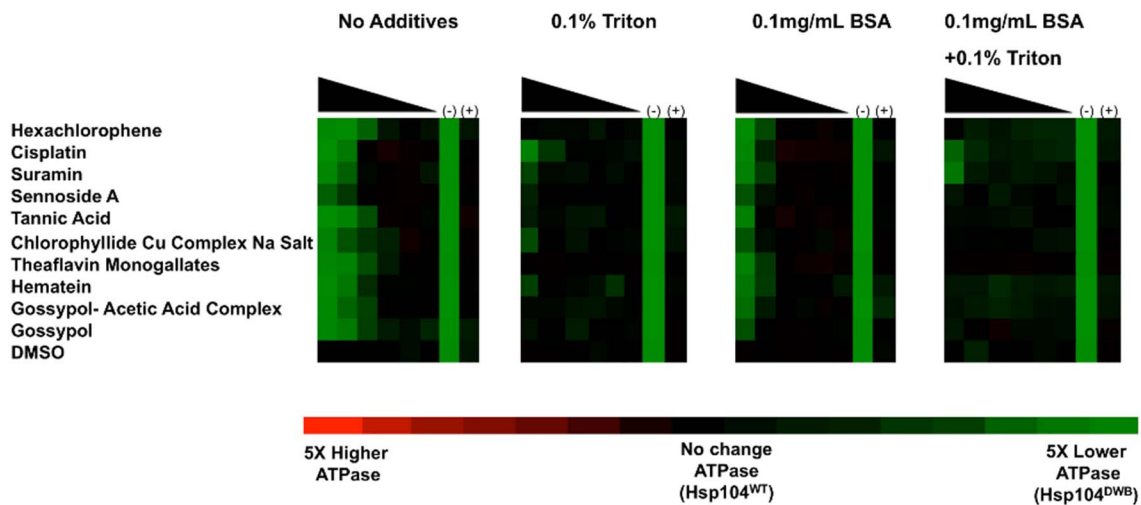 No Additives
0.1% Triton
0.1mg/mL BSA
0.1mg/mL BSA
+0.1% Triton
(-) (+)
(-) (+)
(-) (+)
(-) (+)
Hexachlorophene
Cisplatin
Suramin
Sennoside A
Tannic Acid
Chlorophyllide Cu Complex Na Salt
Theaflavin Monogallates
Hematein
Gossypol- Acetic Acid Complex
Gossypol
DMSO
5X Higher
ATPase
No change
ATPase
(Hsp104WT)
5X Lower
ATPase
(Hsp104DWB)